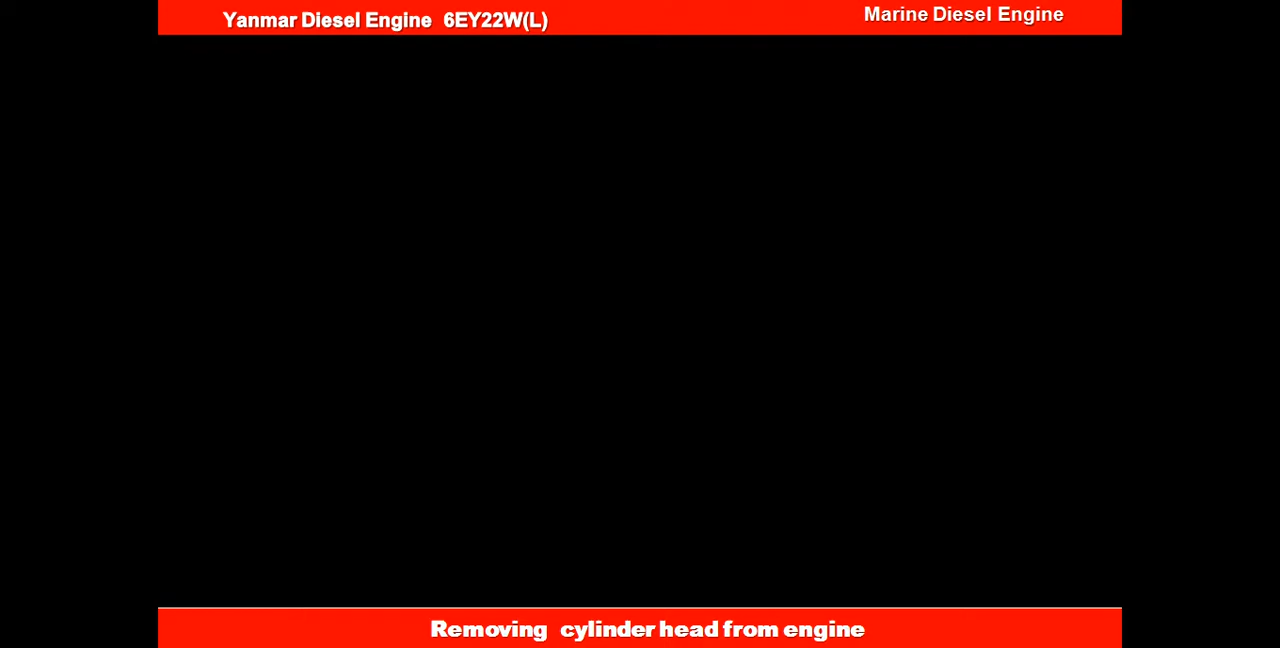 Yanmar Diesel Engine 6EY22W(L)
Marine Diesel Engine
Removing cylinder head from engine